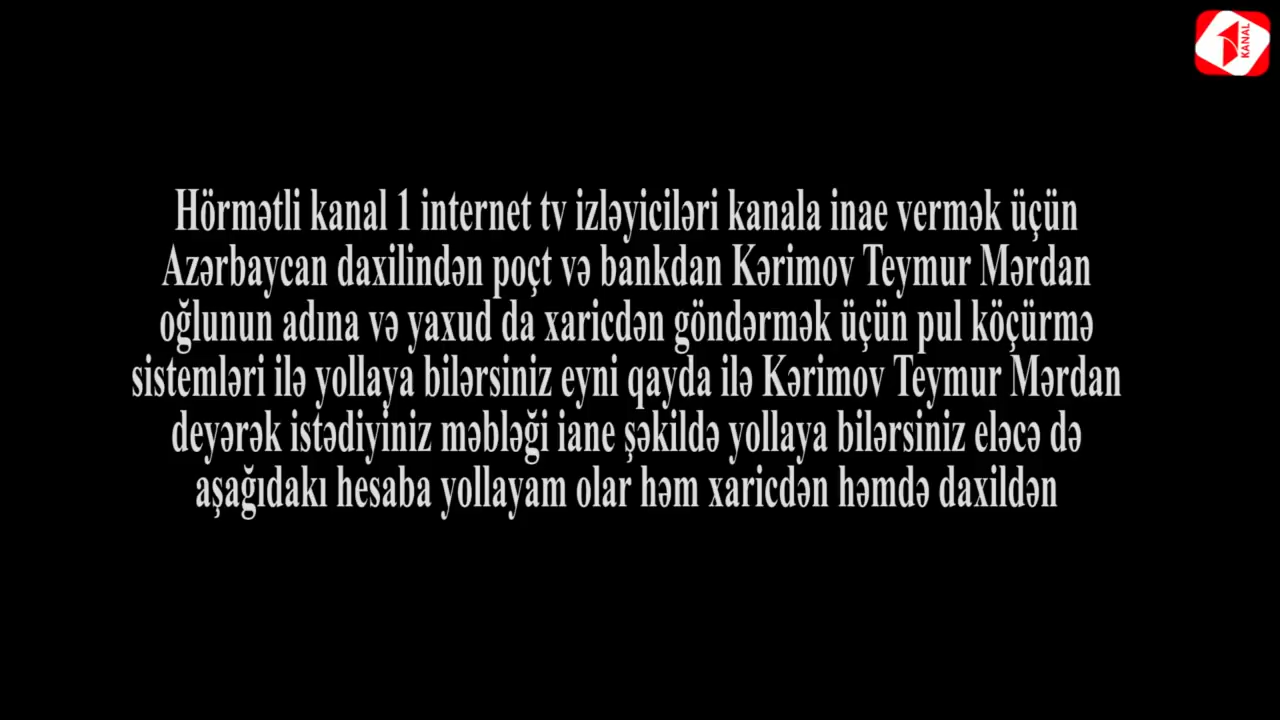 KANAL
Hörmətli kanal 1 internet tv izləyiciləri kanala inae vermək üçün
Azərbaycan daxilindən poçt və bankdan Kərimov Teymur Mərdan
oğlunun adına və yaxud da xaricdən göndərmək üçün pul köçürmə
sistemləri ilə yollaya bilərsiniz eyni qayda ilə Kərimov Teymur Mərdan
deyərək istədiyiniz məbləği iane şəkildə yollaya bilərsiniz eləcə də
aşağıdakı hesaba yollayam olar həm xaricdən həmdə daxildən